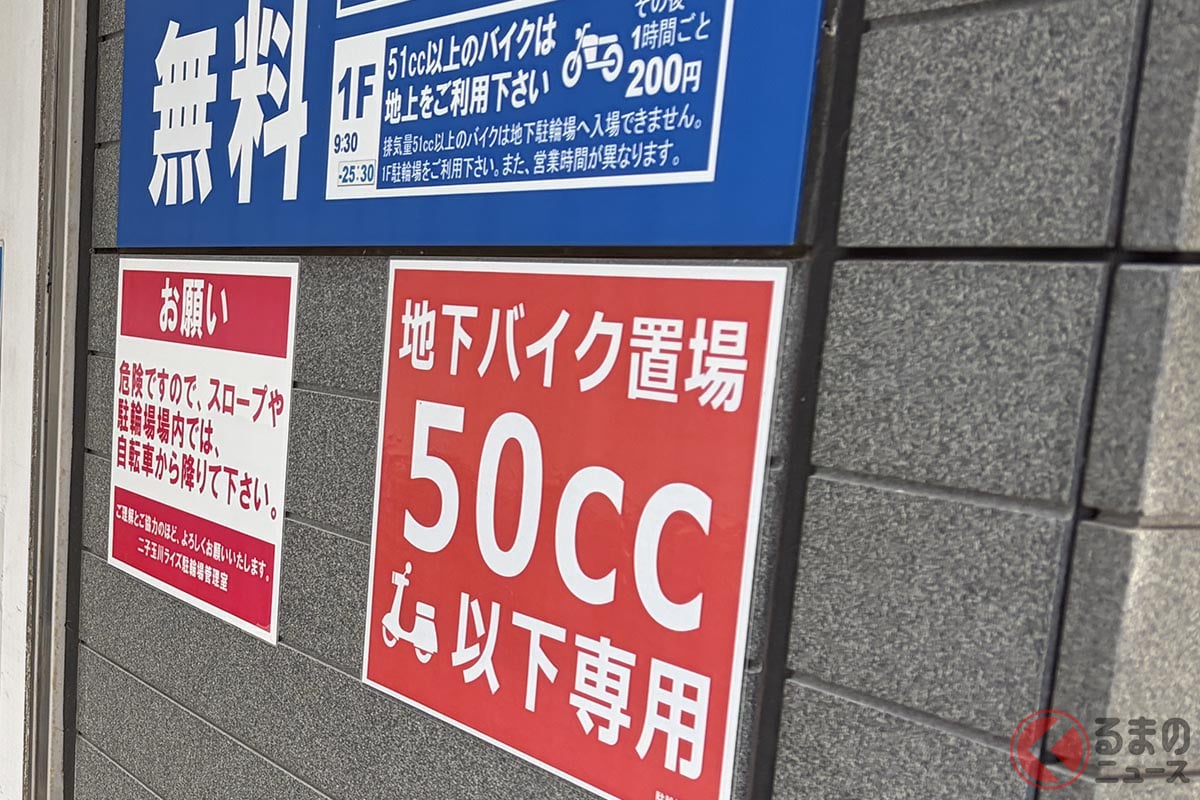 無料
1F
9:30
-25:30
51cc以上のバイクは
地上をご利用下さい
その後
1時間ごと
200円
排気量51cc以上のバイクは地下駐輪場へ入場できません。
1F駐輪場をご利用下さい。また、営業時間が異なります。
お願い
危険ですので、スロープや
駐輪場場内では、
自転車から降りて下さい。
ご理解とご協力のほど、よろしくお願いいたします。
二子玉川ライズ駐輪場管理室
地下バイク置場
50cc
以下専用
くるまの
ニュース